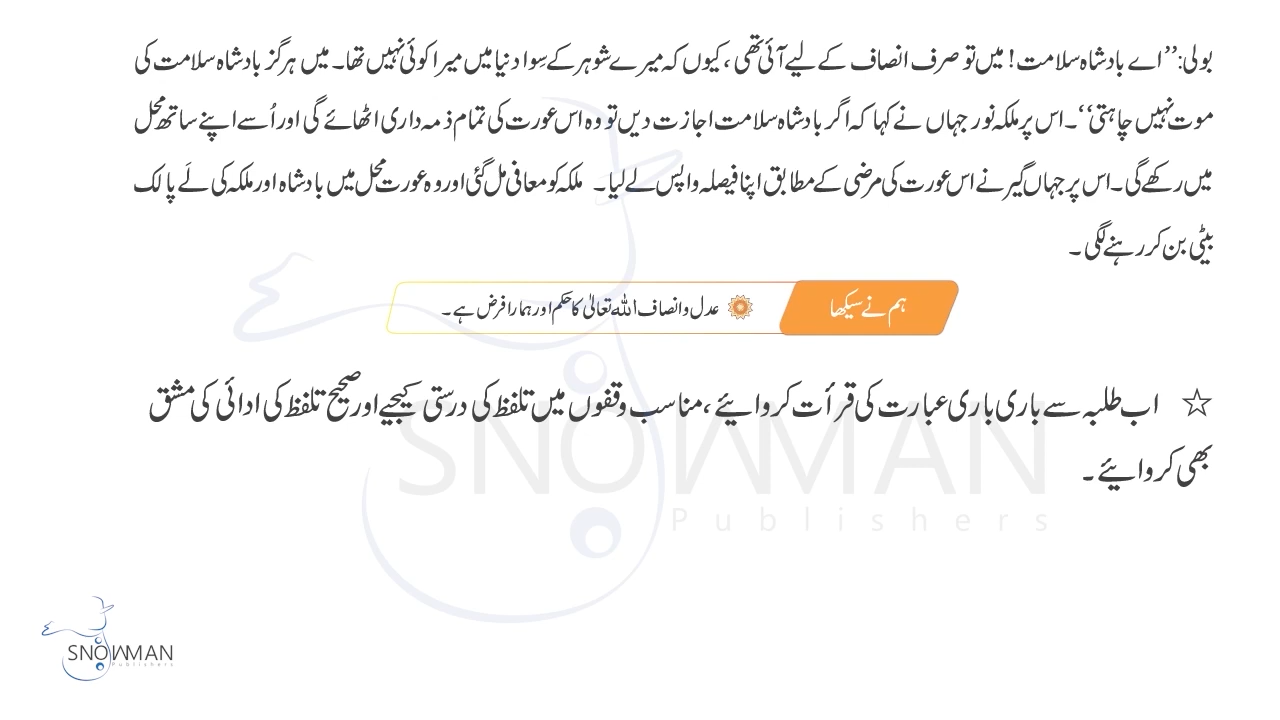 بولی:’’اے بادشاہ سلامت! میں تو صرف انصاف کے لیے آئی تھی، کیوں کہ میرے شوہر کے سِوا دنیا میں میرا کوئی نہیں تھا۔ میں ہرگز بادشاہ سلامت کی
موت نہیں چاہتی‘‘۔ اس پر ملکہ نور جہاں نے کہا کہ اگر بادشاہ سلامت اجازت دیں تو وہ اس عورت کی تمام ذمہ داری اٹھائے گی اور اُسے اپنے ساتھ محل
میں رکھے گی۔ اس پر جہاں گیر نے اس عورت کی مرضی کے مطابق اپنا فیصلہ واپس لے لیا۔ ملکہ کو معافی مل گئی اور وہ عورت محل میں بادشاہ اور ملکہ کی لَے پالک
بیٹی بن کر رہنے لگی۔
ہم نے سیکھا
عدل و انصاف اللہ تعالیٰ کا حکم اور ہمارا فرض ہے۔
☆ اب طلبہ سے باری باری عبارت کی قرأت کروایئے، مناسب وقفوں میں تلفظ کی درستی کیجیے اور صحیح تلفظ کی ادائی کی مشق
بھی کروایئے۔
SNOWMAN
Publishers
SNOWMAN
Publishers